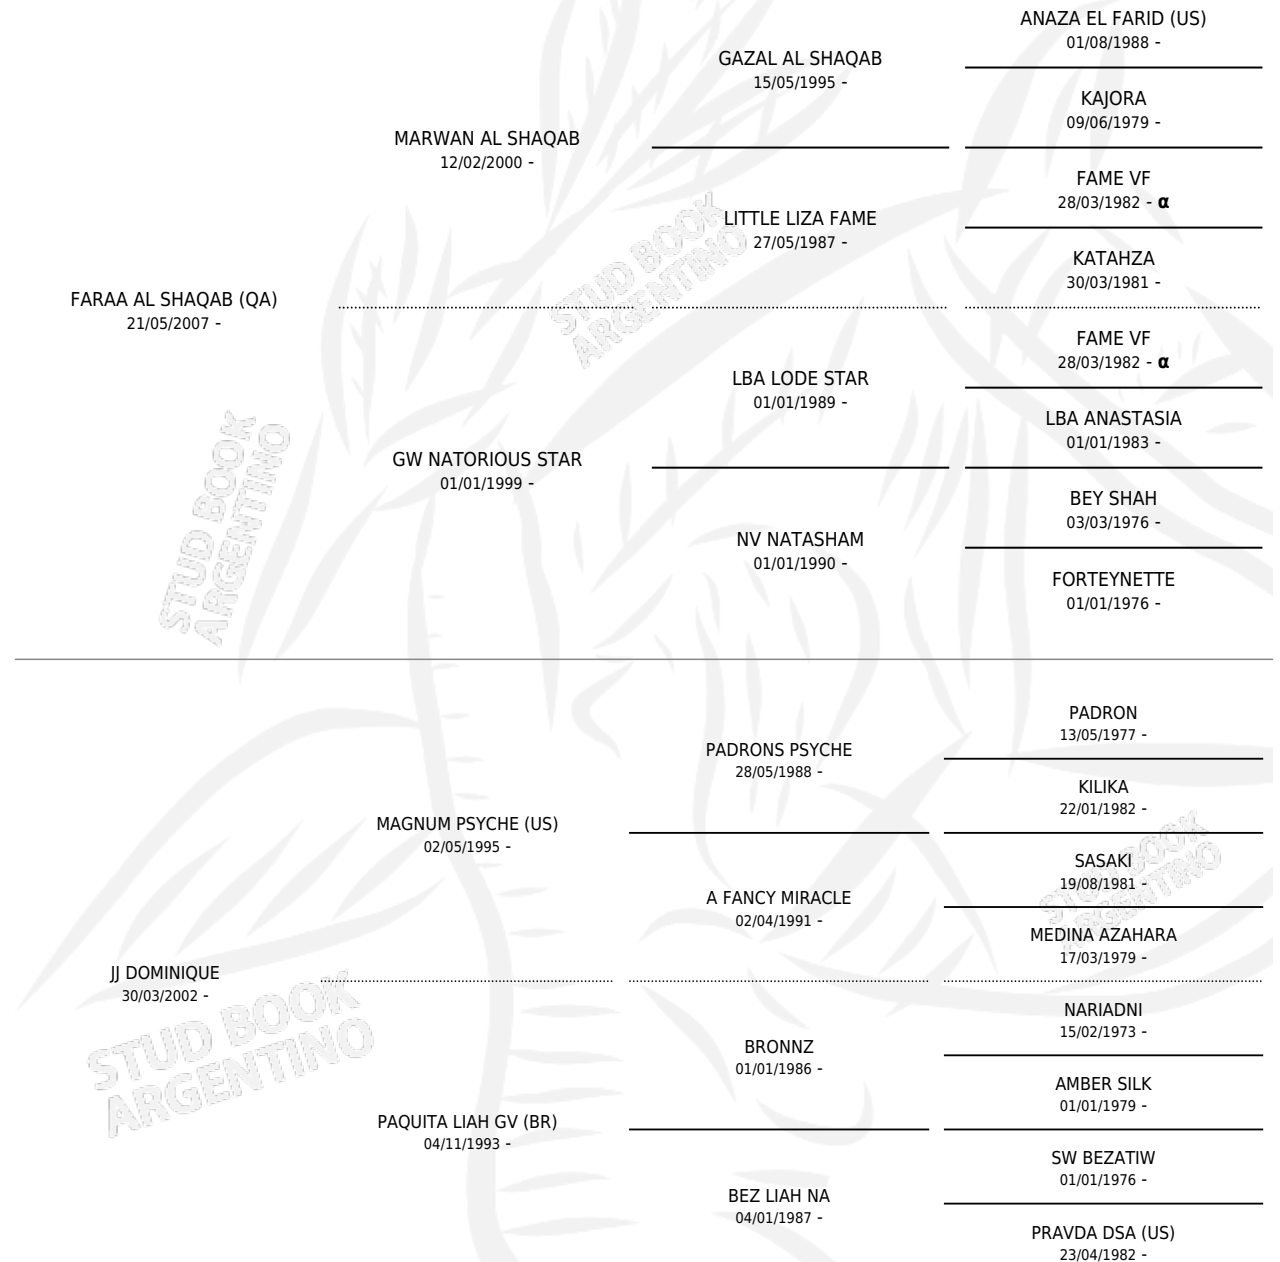 ANAZA EL FARID (US)
01/08/1988 -
GAZAL AL SHAQAB
15/05/1995 -
KAJORA
09/06/1979 -
MARWAN AL SHAQAB
12/02/2000 -
FAME VF
28/03/1982 - α
LITTLE LIZA FAME
27/05/1987 -
KATAHZA
30/03/1981 -
FARAA AL SHAQAB (QA)
21/05/2007 -
FAME VF
28/03/1982 - α
LBA LODE STAR
01/01/1989 -
LBA ANASTASIA
01/01/1983 -
GW NATORIOUS STAR
01/01/1999 -
BEY SHAH
03/03/1976 -
NV NATASHAM
01/01/1990 -
FORTEYNETTE
01/01/1976 -
PADRON
13/05/1977 -
PADRONS PSYCHE
28/05/1988 -
KILIKA
22/01/1982 -
MAGNUM PSYCHE (US)
02/05/1995 -
SASAKI
19/08/1981 -
A FANCY MIRACLE
02/04/1991 -
MEDINA AZAHARA
17/03/1979 -
JJ DOMINIQUE
30/03/2002 -
NARIADNI
15/02/1973 -
BRONNZ
01/01/1986 -
AMBER SILK
01/01/1979 -
PAQUITA LIAH GV (BR)
04/11/1993 -
SW BEZATIW
01/01/1976 -
BEZ LIAH NA
04/01/1987 -
PRAVDA DSA (US)
23/04/1982 -
STUD BOOK
ARGENTINO
STUD BOOK
ARGENTINO
STUD BOOK
ARGENTINO
STUD BOOK
ARGENTINO